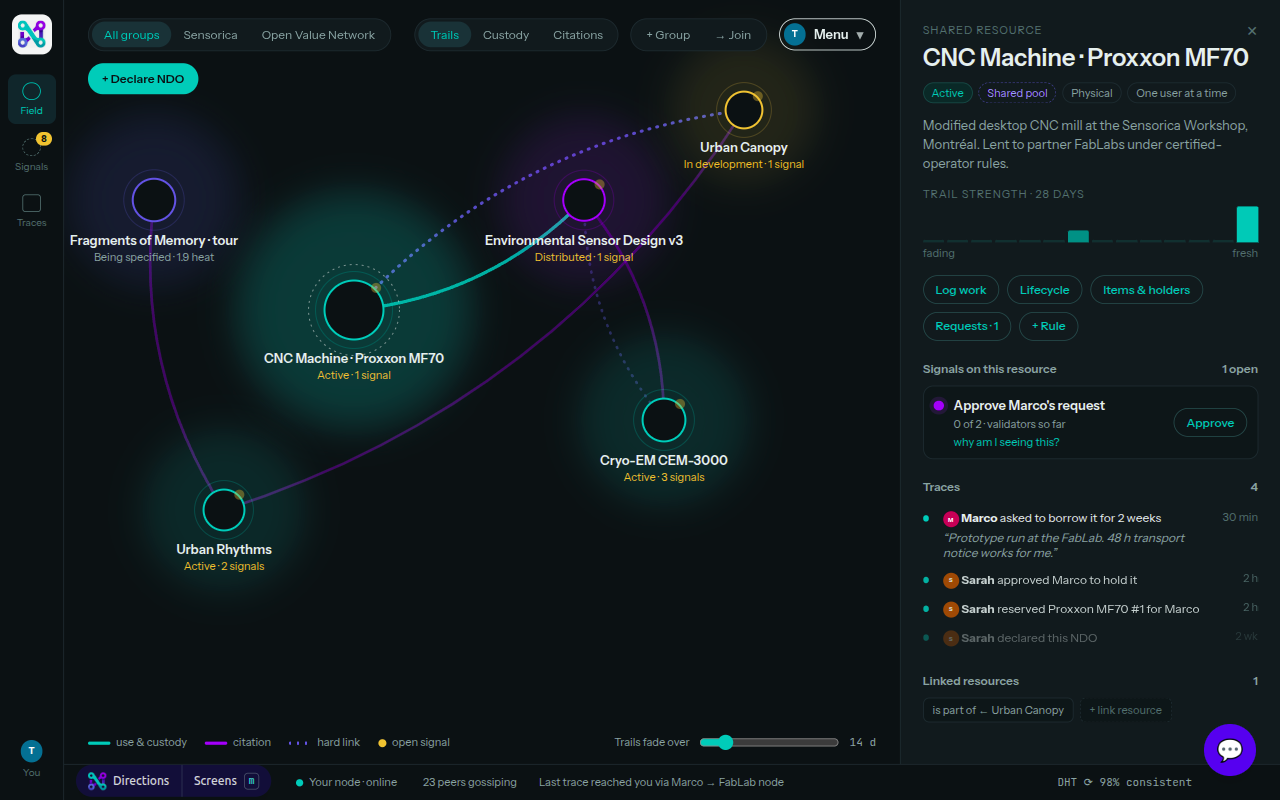 All groups Sensorica Open Value Network
Trails Custody Citations
+ Group → Join
T Menu ▾
+ Declare NDO
Field
8
Signals
Traces
T
You
Urban Canopy
In development · 1 signal
Fragments of Memory · tour
Being specified · 1.9 heat
Environmental Sensor Design v3
Distributed · 1 signal
CNC Machine · Proxxon MF70
Active · 1 signal
Cryo-EM CEM-3000
Active · 3 signals
Urban Rhythms
Active · 2 signals
use & custody citation hard link open signal
Trails fade over 14 d
SHARED RESOURCE ✕
CNC Machine · Proxxon MF70
Active Shared pool Physical One user at a time
Modified desktop CNC mill at the Sensorica Workshop,
Montréal. Lent to partner FabLabs under certified-
operator rules.
TRAIL STRENGTH · 28 DAYS
fading fresh
Log work Lifecycle Items & holders
Requests · 1 + Rule
Signals on this resource 1 open
Approve Marco's request
0 of 2 · validators so far
why am I seeing this?
Approve
Traces 4
M Marco asked to borrow it for 2 weeks 30 min
“Prototype run at the FabLab. 48 h transport
notice works for me.”
S Sarah approved Marco to hold it 2 h
S Sarah reserved Proxxon MF70 #1 for Marco 2 h
S Sarah declared this NDO 2 wk
Linked resources 1
is part of ← Urban Canopy + link resource
Directions Screens m
Your node · online 23 peers gossiping Last trace reached you via Marco → FabLab node
DHT ⟳ 98% consistent